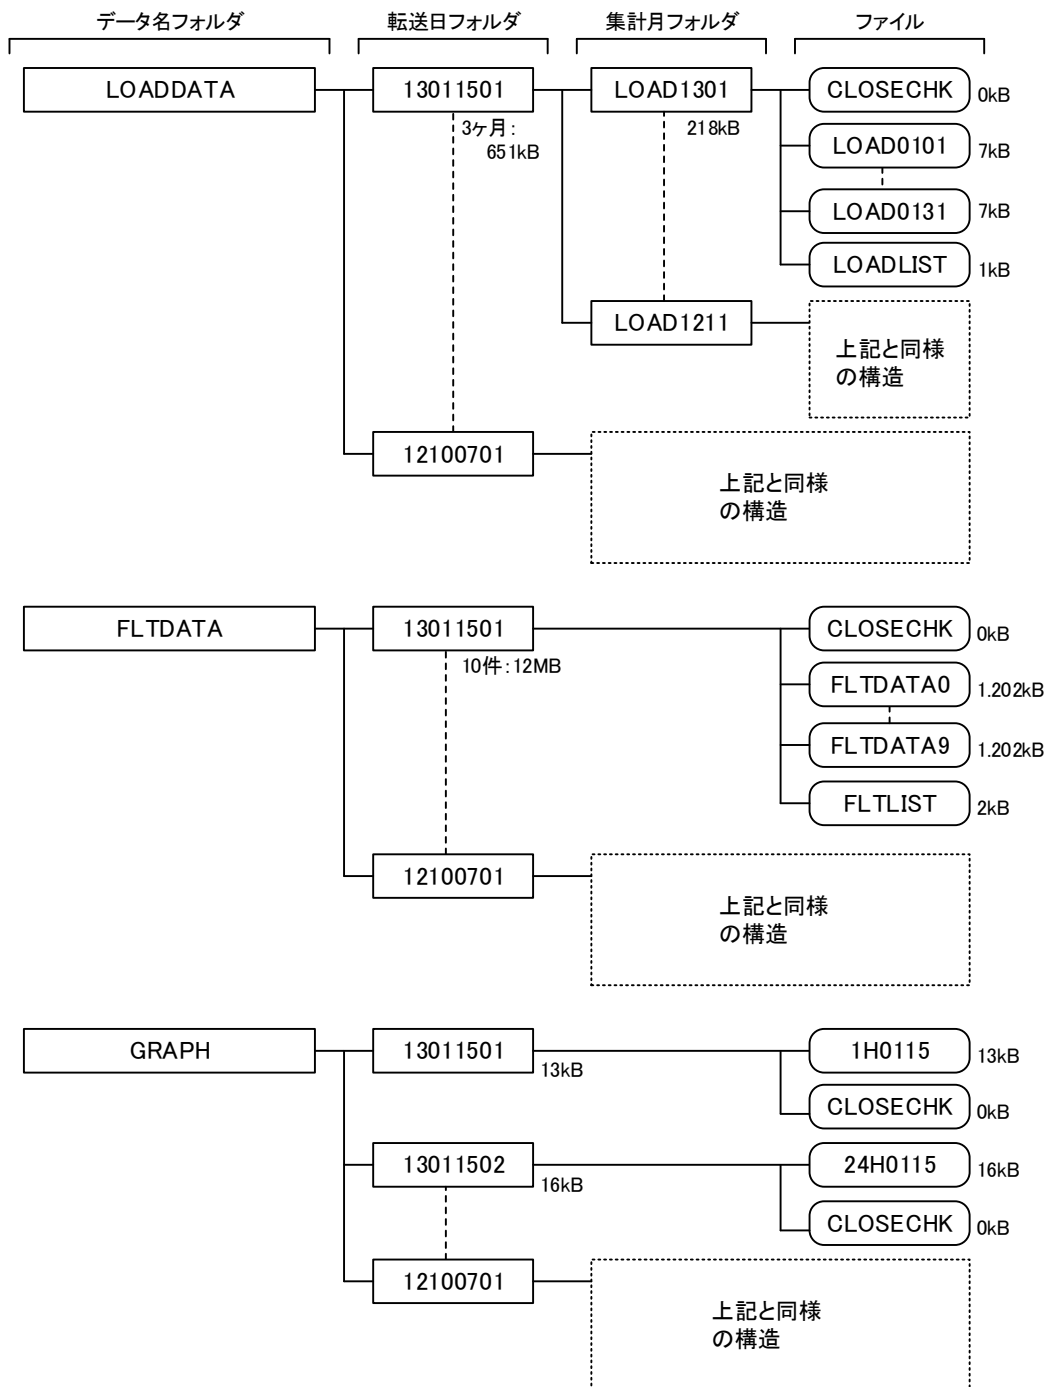 データ名フォルダ
転送日フォルダ
集計月フォルダ
ファイル
LOADDATA
13011501
LOAD1301
CLOSECHK
0kB
3ヶ月:
651kB
218kB
LOAD0101
7kB
LOAD0131
7kB
LOADLIST
1kB
LOAD1211
上記と同様
の構造
12100701
上記と同様
の構造
FLTDATA
13011501
CLOSECHK
0kB
10件:12MB
FLTDATA0
1.202kB
FLTDATA9
1.202kB
FLTLIST
2kB
12100701
上記と同様
の構造
GRAPH
13011501
13kB
1H0115
13kB
CLOSECHK
0kB
13011502
16kB
24H0115
16kB
CLOSECHK
0kB
12100701
上記と同様
の構造